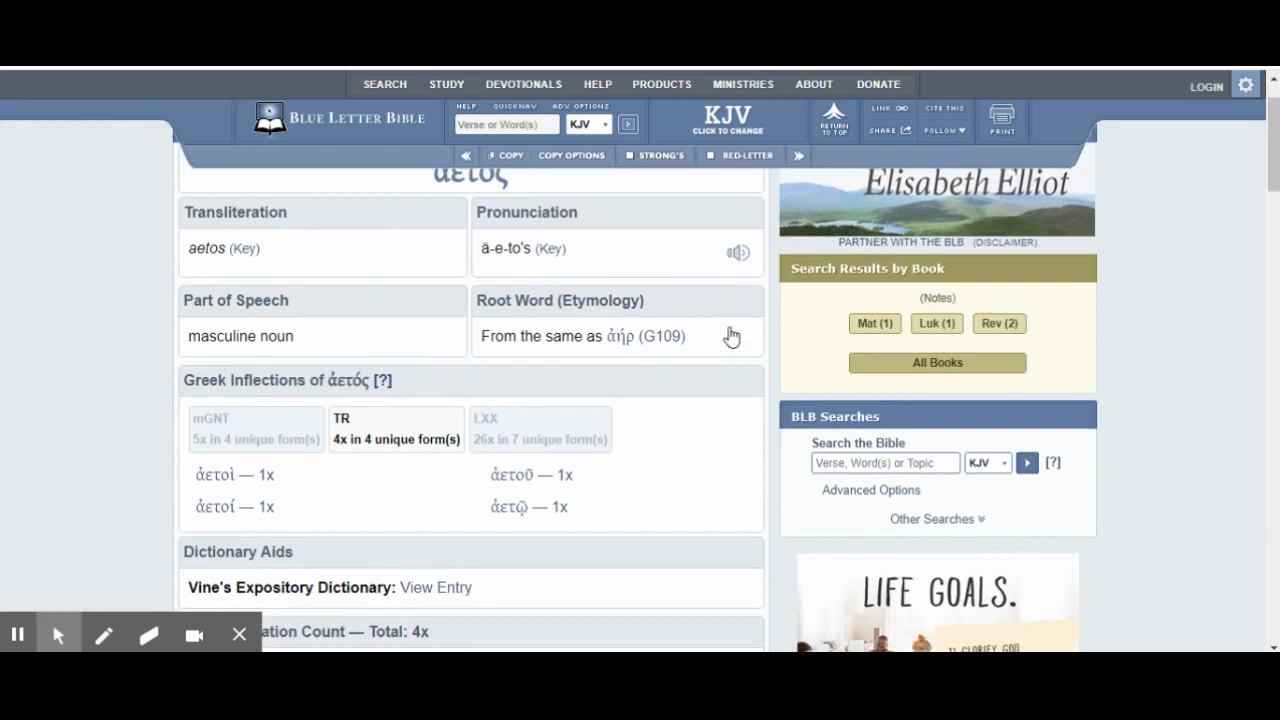 SEARCH STUDY DEVOTIONALS HELP PRODUCTS MINISTRIES ABOUT DONATE
LOGIN
BLUE LETTER BIBLE
HELP QUICKNAV ADV. OPTIONS
Verse or Word(s) KJV
KJV
CLICK TO CHANGE
RETURN
TO TOP
LINK CITE THIS
SHARE FOLLOW
PRINT
COPY COPY OPTIONS STRONG'S RED-LETTER
ἀετός
Transliteration
aetos (Key)
Pronunciation
ä-e-to's (Key)
Part of Speech
masculine noun
Root Word (Etymology)
From the same as ἀήρ (G109)
Greek Inflections of ἀετός [?]
mGNT
5x in 4 unique form(s)
TR
4x in 4 unique form(s)
LXX
26x in 7 unique form(s)
ἀετοὶ — 1x
ἀετοῦ — 1x
ἀετοί — 1x
ἀετῷ — 1x
Dictionary Aids
Vine's Expository Dictionary: View Entry
ation Count — Total: 4x
Elisabeth Elliot
PARTNER WITH THE BLB (DISCLAIMER)
Search Results by Book
(Notes)
Mat (1) Luk (1) Rev (2)
All Books
BLB Searches
Search the Bible
Verse, Word(s) or Topic KJV [?]
Advanced Options
Other Searches
LIFE GOALS.
1) GLORIFY GOD